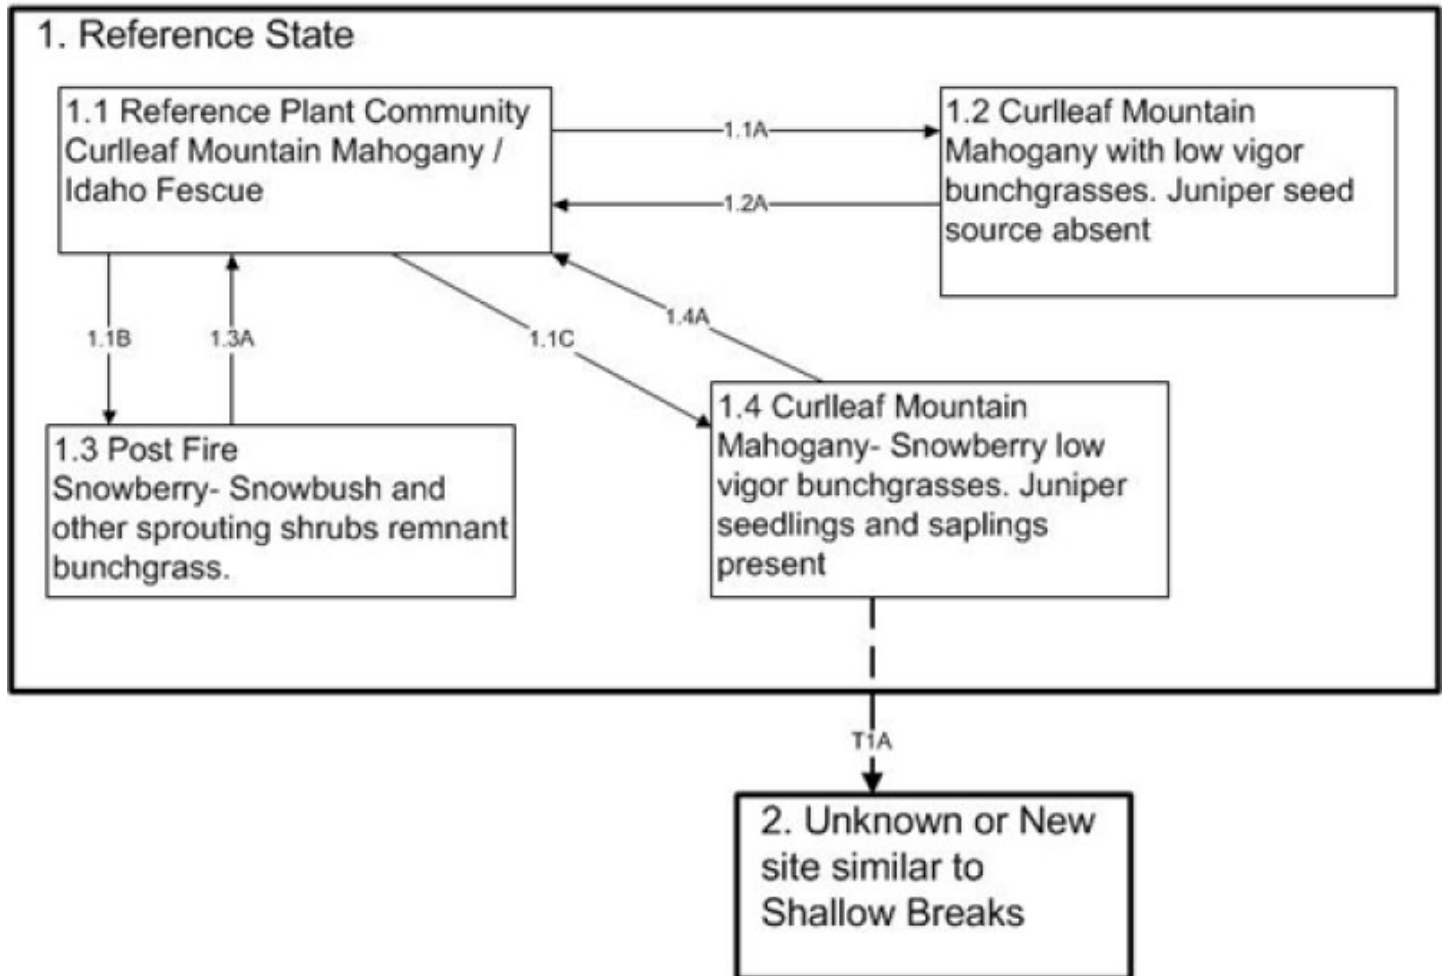 1. Reference State
1.1 Reference Plant Community
Curlleaf Mountain Mahogany /
Idaho Fescue
1.1A
1.2A
1.2 Curlleaf Mountain
Mahogany with low vigor
bunchgrasses. Juniper seed
source absent
1.1B
1.3A
1.1C
1.4A
1.3 Post Fire
Snowberry- Snowbush and
other sprouting shrubs remnant
bunchgrass.
1.4 Curlleaf Mountain
Mahogany- Snowberry low
vigor bunchgrasses. Juniper
seedlings and saplings
present
T1A
2. Unknown or New
site similar to
Shallow Breaks